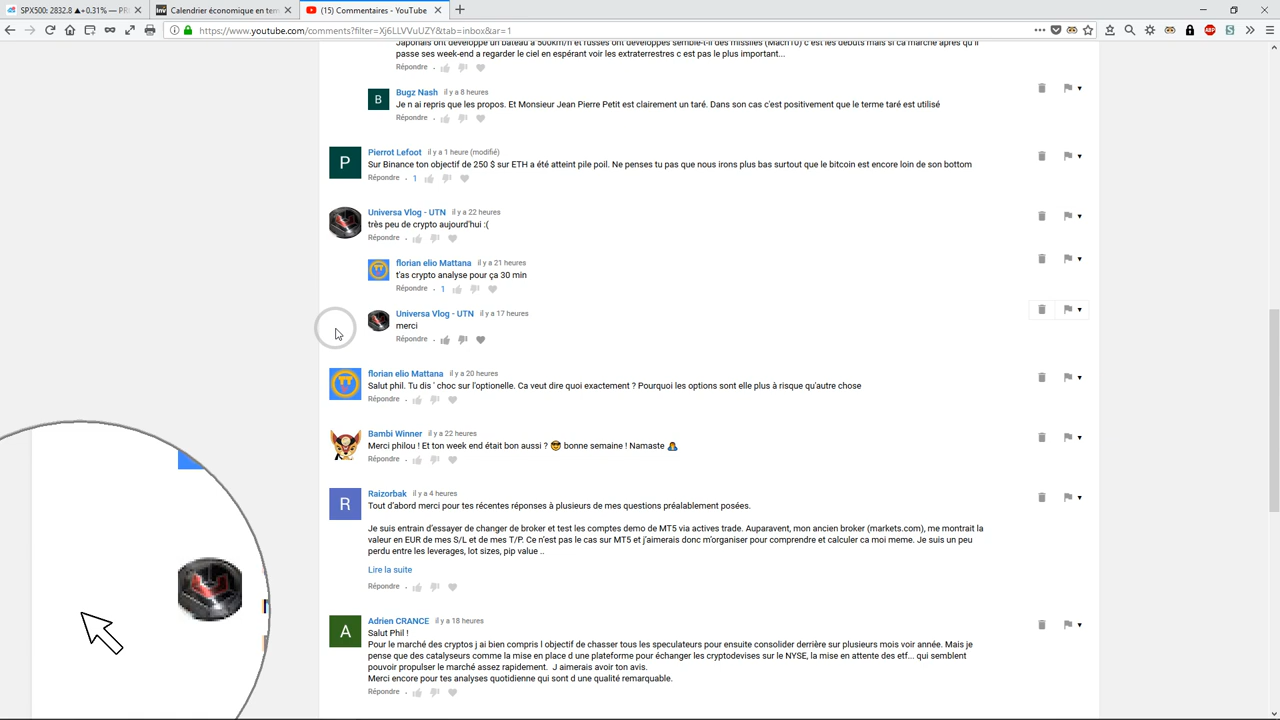 SPX500: 2832.8 ▲+0.31% — PR
Calendrier économique en tem
(15) Commentaires - YouTube
https://www.youtube.com/comments?filter=Xj6LLVVuUZY&tab=inbox&ar=1
passe ses week-end a regarder le ciel en espérant voir les extraterrestres c est pas le plus important...
Répondre
Bugz Nash il y a 8 heures
Je n ai repris que les propos. Et Monsieur Jean Pierre Petit est clairement un taré. Dans son cas c'est positivement que le terme taré est utilisé
Répondre
Pierrot Lefoot il y a 1 heure (modifié)
Sur Binance ton objectif de 250 $ sur ETH a été atteint pile poil. Ne penses tu pas que nous irons plus bas surtout que le bitcoin est encore loin de son bottom
Répondre 1
Universa Vlog - UTN il y a 22 heures
très peu de crypto aujourd'hui :(
Répondre
florian elio Mattana il y a 21 heures
t'as crypto analyse pour ça 30 min
Répondre 1
Universa Vlog - UTN il y a 17 heures
merci
Répondre
florian elio Mattana il y a 20 heures
Salut phil. Tu dis ' choc sur l'optionelle. Ca veut dire quoi exactement ? Pourquoi les options sont elle plus à risque qu'autre chose
Répondre
Bambi Winner il y a 22 heures
Merci philou ! Et ton week end était bon aussi ? 😎 bonne semaine ! Namaste 🙏
Répondre
Raizorbak il y a 4 heures
Tout d'abord merci pour tes récentes réponses à plusieurs de mes questions préalablement posées.
Je suis entrain d'essayer de changer de broker et test les comptes demo de MT5 via actives trade. Auparavent, mon ancien broker (markets.com), me montrait la
valeur en EUR de mes S/L et de mes T/P. Ce n'est pas le cas sur MT5 et j'aimerais donc m'organiser pour comprendre et calculer ca moi meme. Je suis un peu
perdu entre les leverages, lot sizes, pip value ..
Lire la suite
Répondre
Adrien CRANCE il y a 18 heures
Salut Phil !
Pour le marché des cryptos j ai bien compris l objectif de chasser tous les speculateurs pour ensuite consolider derrière sur plusieurs mois voir année. Mais je
pense que des catalyseurs comme la mise en place d une plateforme pour échanger les cryptodevises sur le NYSE, la mise en attente des etf... qui semblent
pouvoir propulser le marché assez rapidement. J aimerais avoir ton avis.
Merci encore pour tes analyses quotidienne qui sont d une qualité remarquable.
Répondre